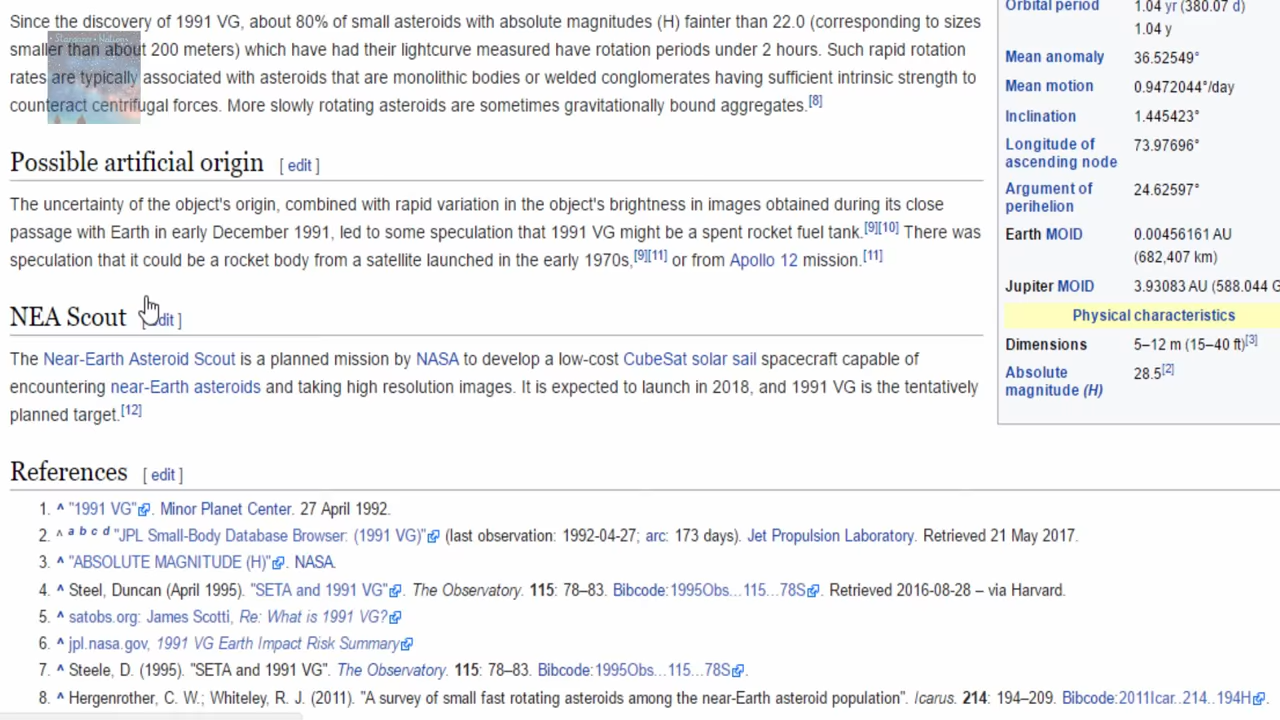 Since the discovery of 1991 VG, about 80% of small asteroids with absolute magnitudes (H) fainter than 22.0 (corresponding to sizes
smaller than about 200 meters) which have had their lightcurve measured have rotation periods under 2 hours. Such rapid rotation
rates are typically associated with asteroids that are monolithic bodies or welded conglomerates having sufficient intrinsic strength to
counteract centrifugal forces. More slowly rotating asteroids are sometimes gravitationally bound aggregates.[8]
Possible artificial origin [ edit ]
The uncertainty of the object's origin, combined with rapid variation in the object's brightness in images obtained during its close
passage with Earth in early December 1991, led to some speculation that 1991 VG might be a spent rocket fuel tank.[9][10] There was
speculation that it could be a rocket body from a satellite launched in the early 1970s,[9][11] or from Apollo 12 mission.[11]
NEA Scout [ edit ]
The Near-Earth Asteroid Scout is a planned mission by NASA to develop a low-cost CubeSat solar sail spacecraft capable of
encountering near-Earth asteroids and taking high resolution images. It is expected to launch in 2018, and 1991 VG is the tentatively
planned target.[12]
Orbital period 1.04 yr (380.07 d)
1.04 y
Mean anomaly 36.52549°
Mean motion 0.9472044°/day
Inclination 1.445423°
Longitude of 73.97696°
ascending node
Argument of 24.62597°
perihelion
Earth MOID 0.00456161 AU
(682,407 km)
Jupiter MOID 3.93083 AU (588.044 G
Physical characteristics
Dimensions 5–12 m (15–40 ft)[3]
Absolute 28.5[2]
magnitude (H)
References [ edit ]
1. ^ "1991 VG". Minor Planet Center. 27 April 1992.
2. ^ a b c d "JPL Small-Body Database Browser: (1991 VG)" (last observation: 1992-04-27; arc: 173 days). Jet Propulsion Laboratory. Retrieved 21 May 2017.
3. ^ "ABSOLUTE MAGNITUDE (H)". NASA.
4. ^ Steel, Duncan (April 1995). "SETA and 1991 VG". The Observatory. 115: 78–83. Bibcode:1995Obs...115...78S. Retrieved 2016-08-28 – via Harvard.
5. ^ satobs.org: James Scotti, Re: What is 1991 VG?
6. ^ jpl.nasa.gov, 1991 VG Earth Impact Risk Summary
7. ^ Steele, D. (1995). "SETA and 1991 VG". The Observatory. 115: 78–83. Bibcode:1995Obs...115...78S.
8. ^ Hergenrother, C. W.; Whiteley, R. J. (2011). "A survey of small fast rotating asteroids among the near-Earth asteroid population". Icarus. 214: 194–209. Bibcode:2011Icar..214..194H.